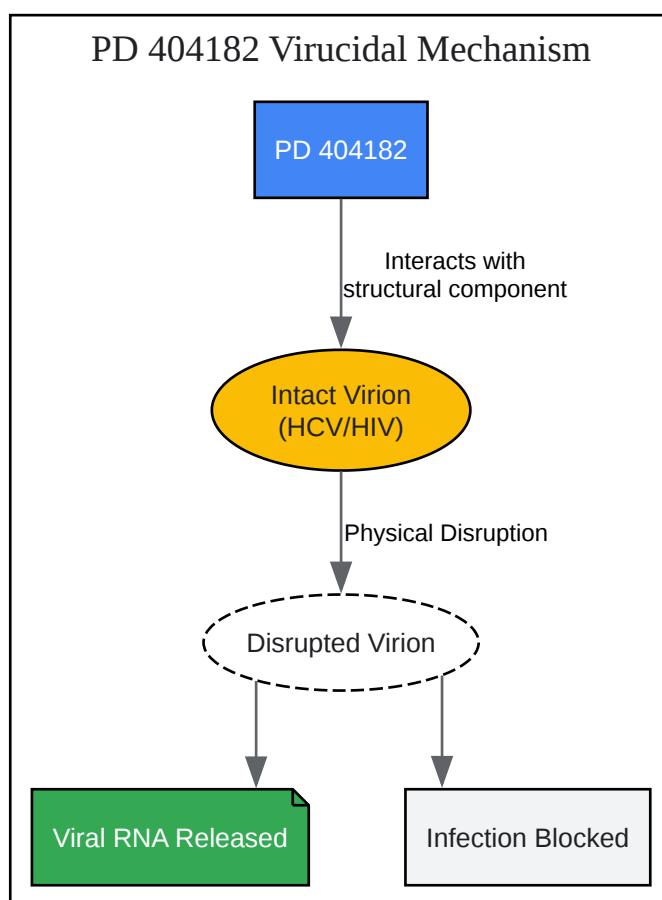 PD 404182 Virucidal Mechanism
PD 404182
Interacts with
structural component
Intact Virion
(HCV/HIV)
Physical Disruption
Disrupted Virion
Viral RNA Released
Infection Blocked